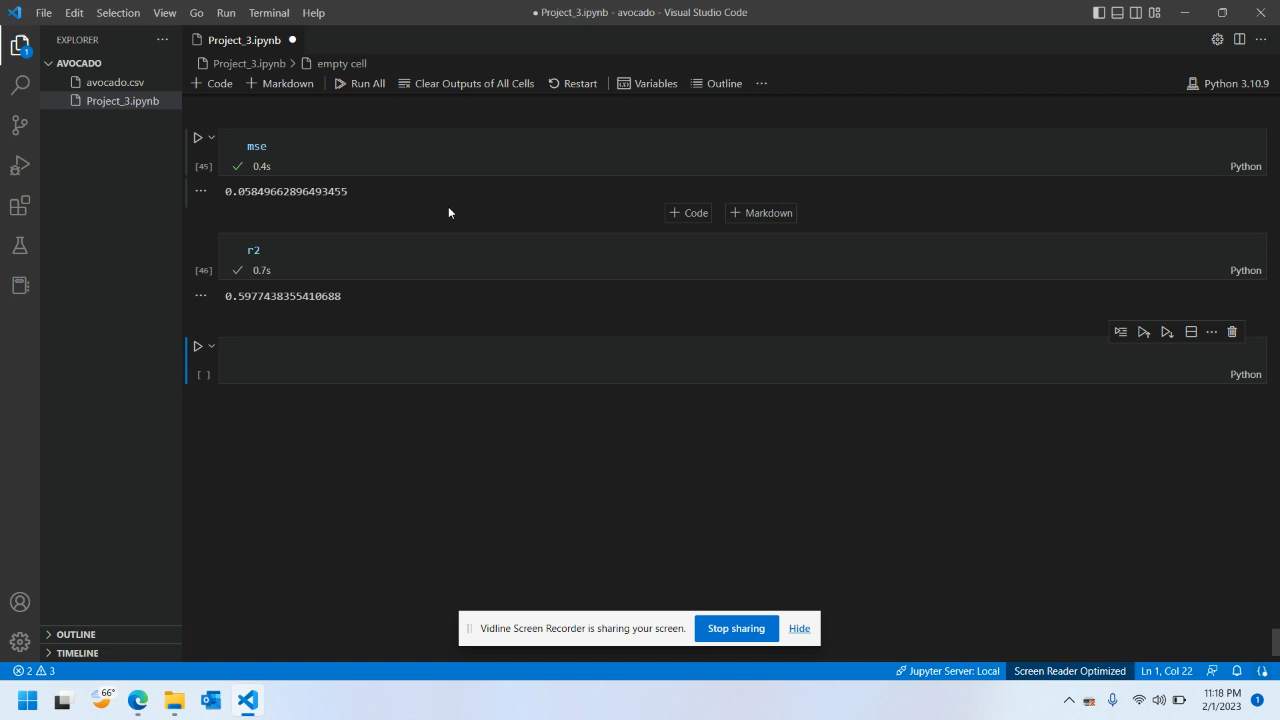 File Edit Selection View Go Run Terminal Help
● Project_3.ipynb - avocado - Visual Studio Code
EXPLORER
Project_3.ipynb
AVOCADO
Project_3.ipynb > empty cell
avocado.csv
Project_3.ipynb
+ Code + Markdown Run All Clear Outputs of All Cells Restart Variables Outline ... Python 3.10.9
mse
[45] 0.4s Python
0.05849662896493455
+ Code + Markdown
r2
[46] 0.7s Python
0.5977438355410688
[ ] Python
Vidline Screen Recorder is sharing your screen. Stop sharing Hide
OUTLINE
TIMELINE
2 3 Jupyter Server: Local Screen Reader Optimized Ln 1, Col 22
1
66°
11:18 PM
2/1/2023
1